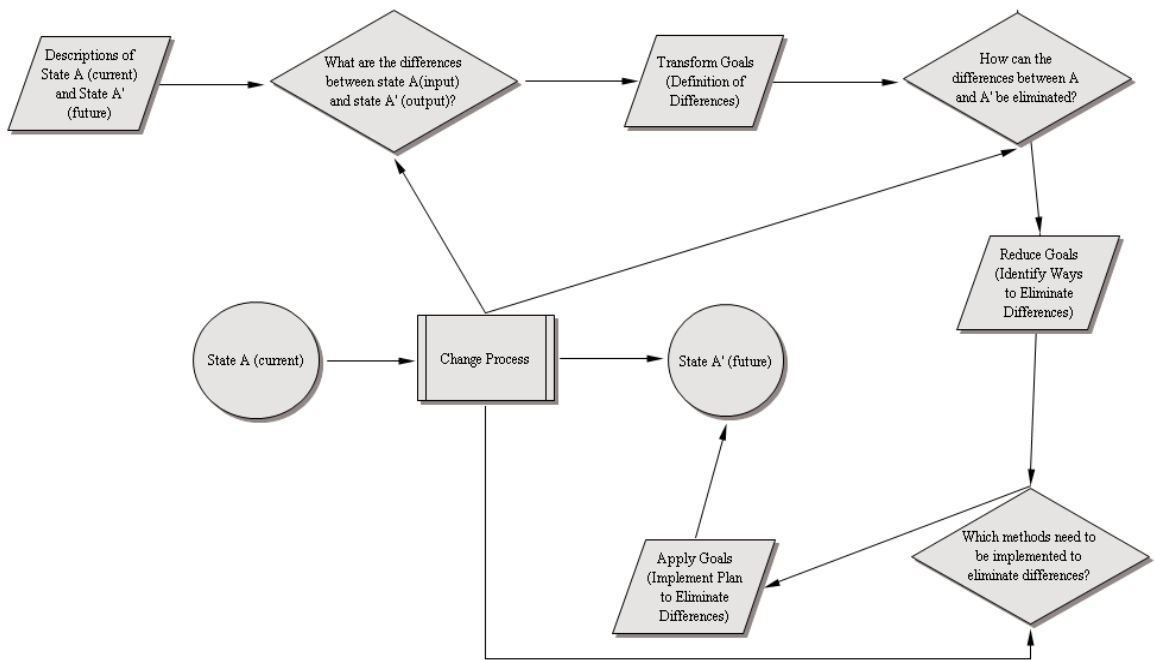 Descriptions of
State A (current)
and State A'
(future)
What are the differences
between state A(input)
and state A' (output)?
Transform Goals
(Definition of
Differences)
How can the
differences between A
and A' be eliminated?
Reduce Goals
(Identify Ways
to Eliminate
Differences)
State A (current)
Change Process
State A' (future)
Apply Goals
(Implement Plan
to Eliminate
Differences)
Which methods need to
be implemented to
eliminate differences?